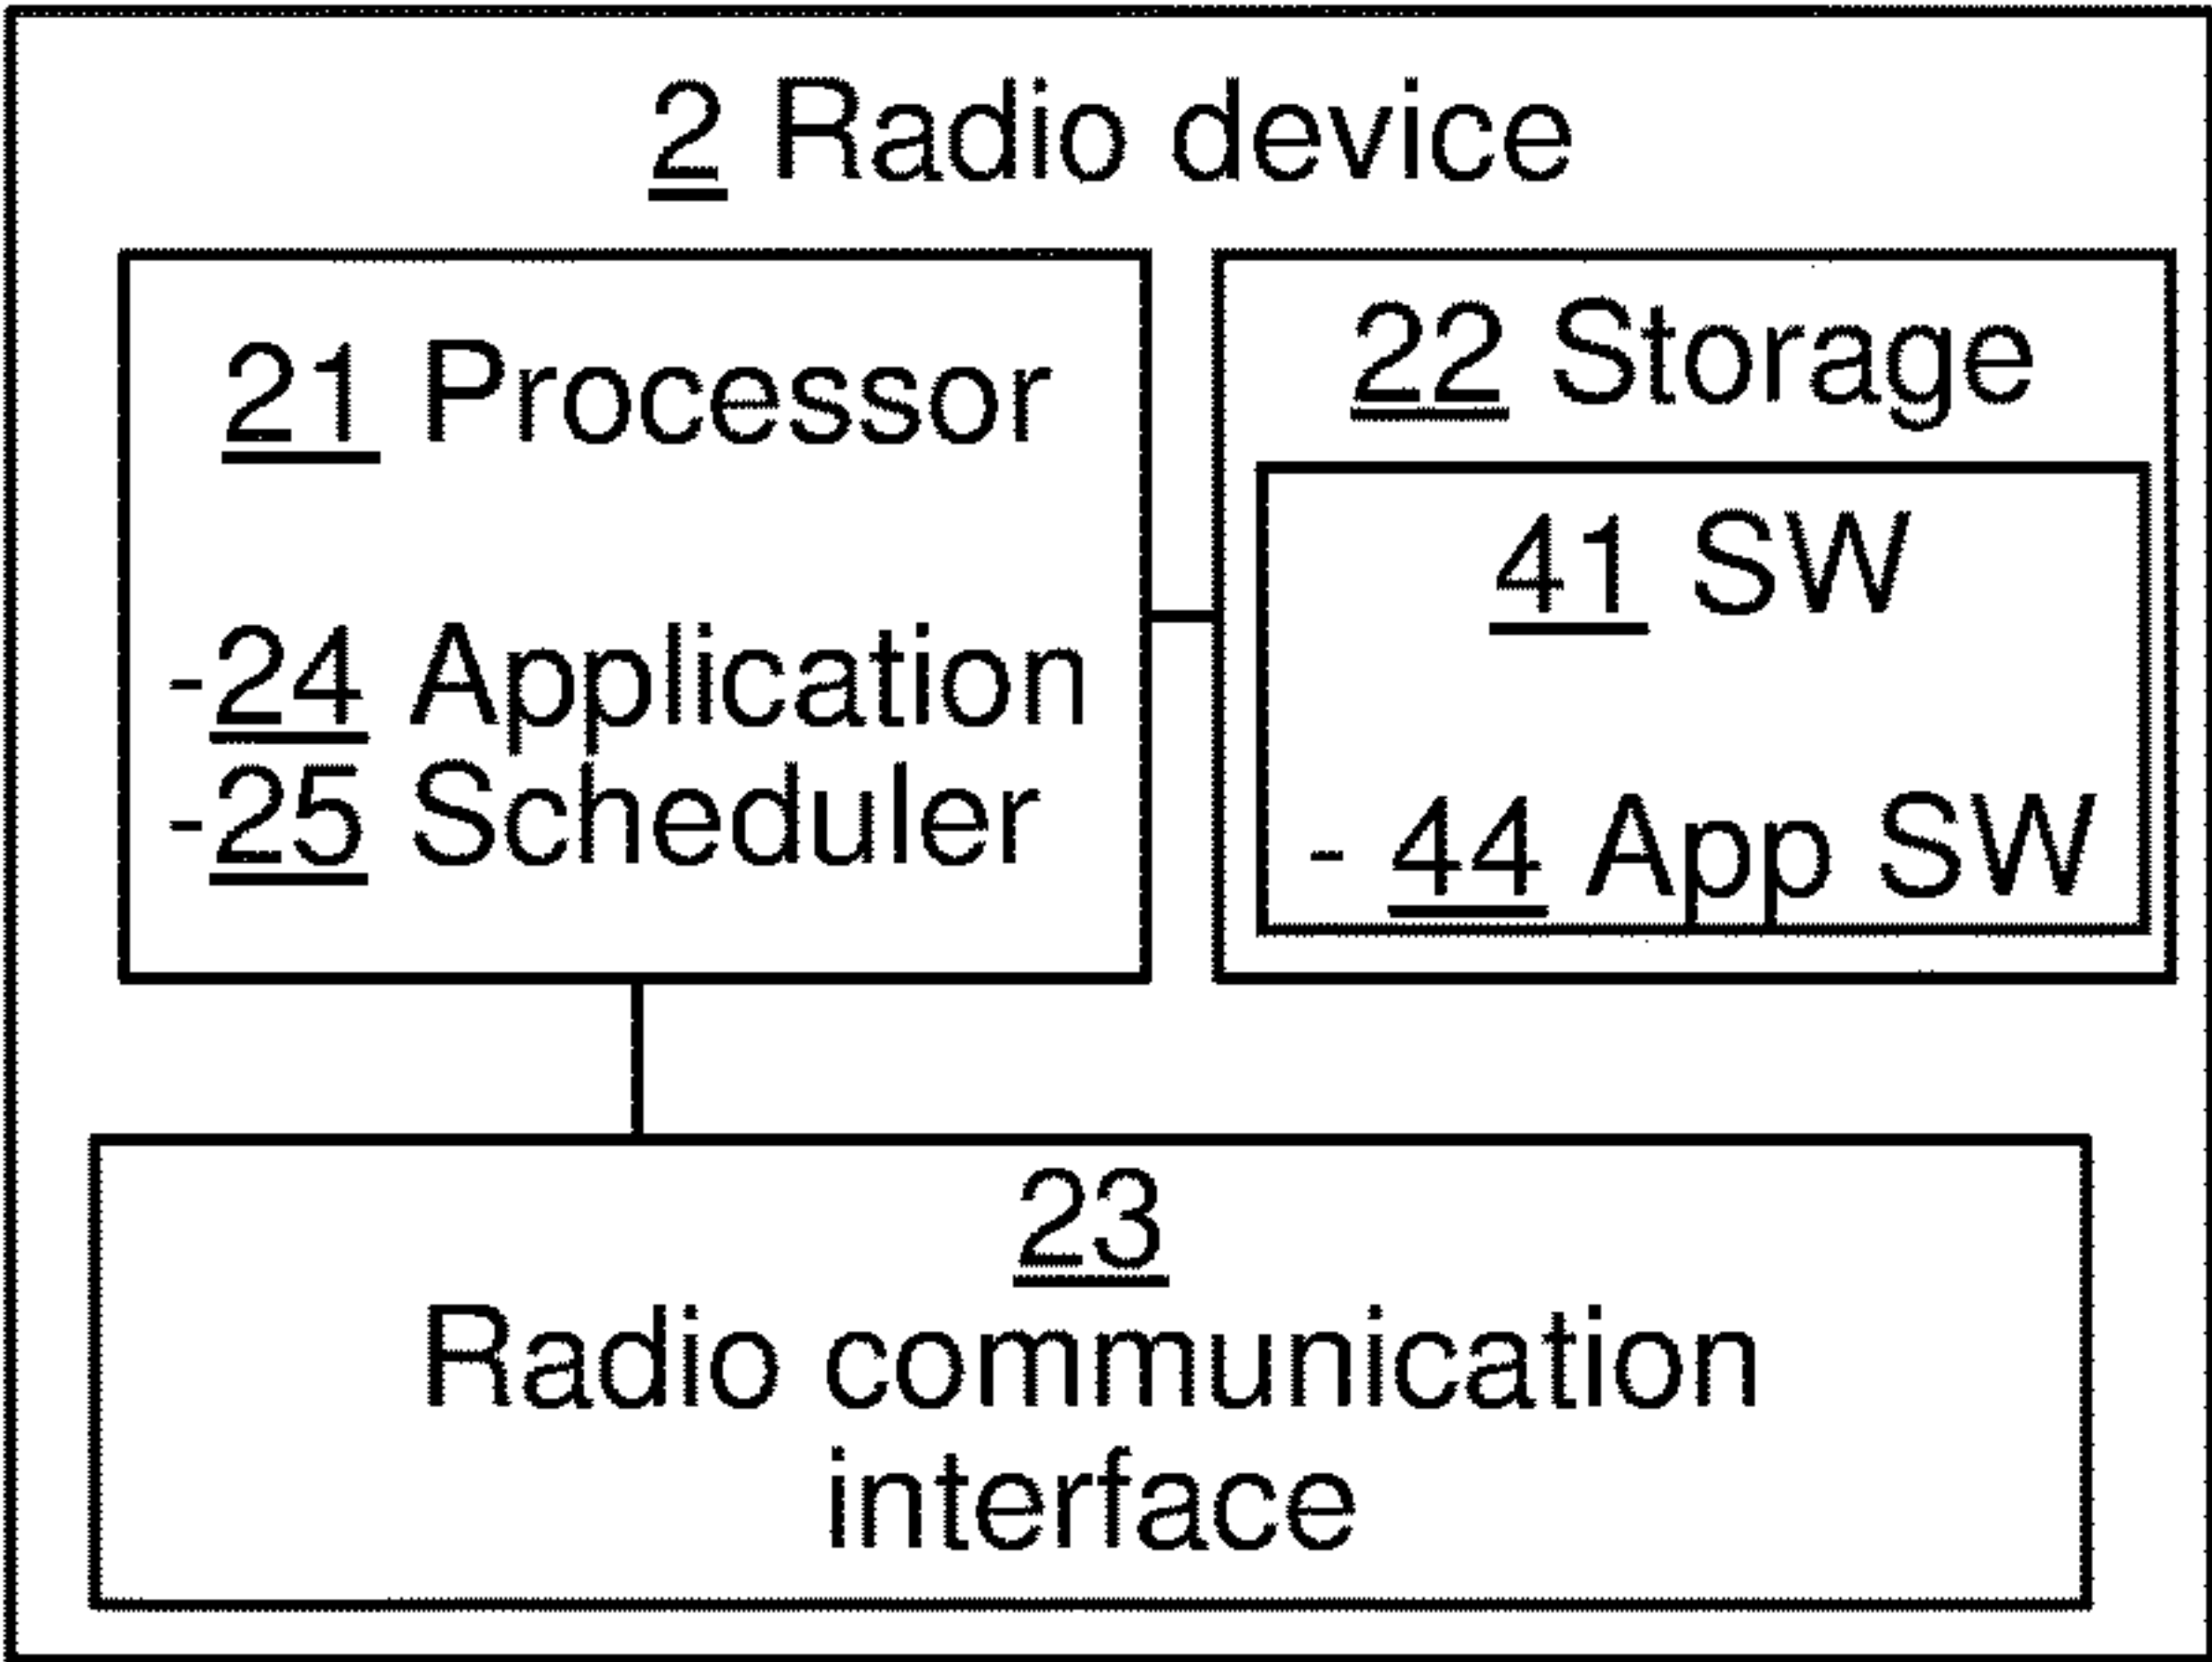 2 Radio device
21 Processor
-24 Application
-25 Scheduler
22 Storage
41 SW
- 44 App SW
23
Radio communication
interface